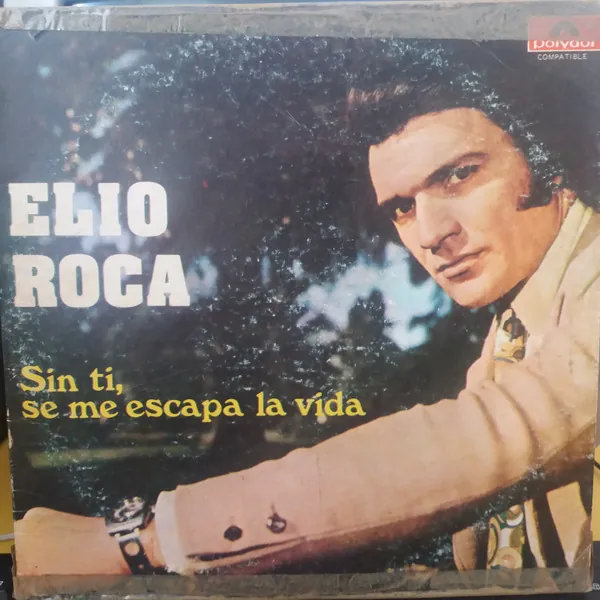 polydor
COMPATIBLE
ELIO
ROCA
Sin ti,
se me escapa la vida